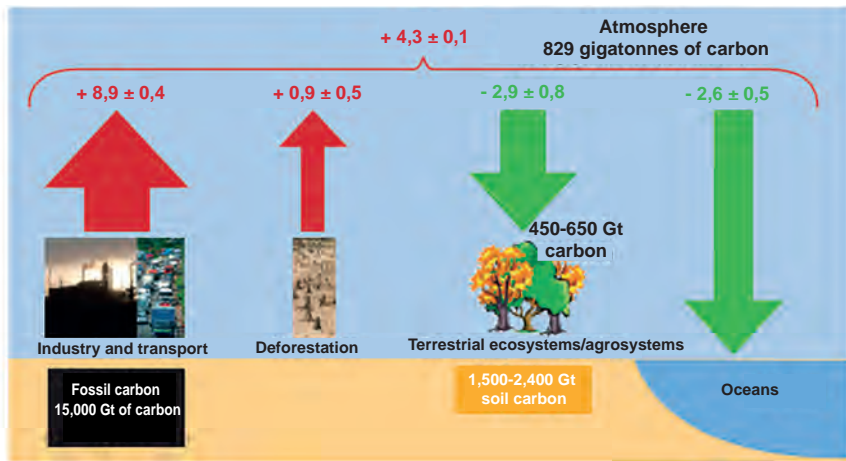 Atmosphere
+ 4,3 ± 0,1
829 gigatonnes of carbon
+ 8,9 ± 0,4
+ 0,9 ± 0,5
- 2,9 ± 0,8
- 2,6 ± 0,5
450-650 Gt
carbon
Industry and transport
Deforestation
Terrestrial ecosystems/agrosystems
Fossil carbon
15,000 Gt of carbon
1,500-2,400 Gt
soil carbon
Oceans